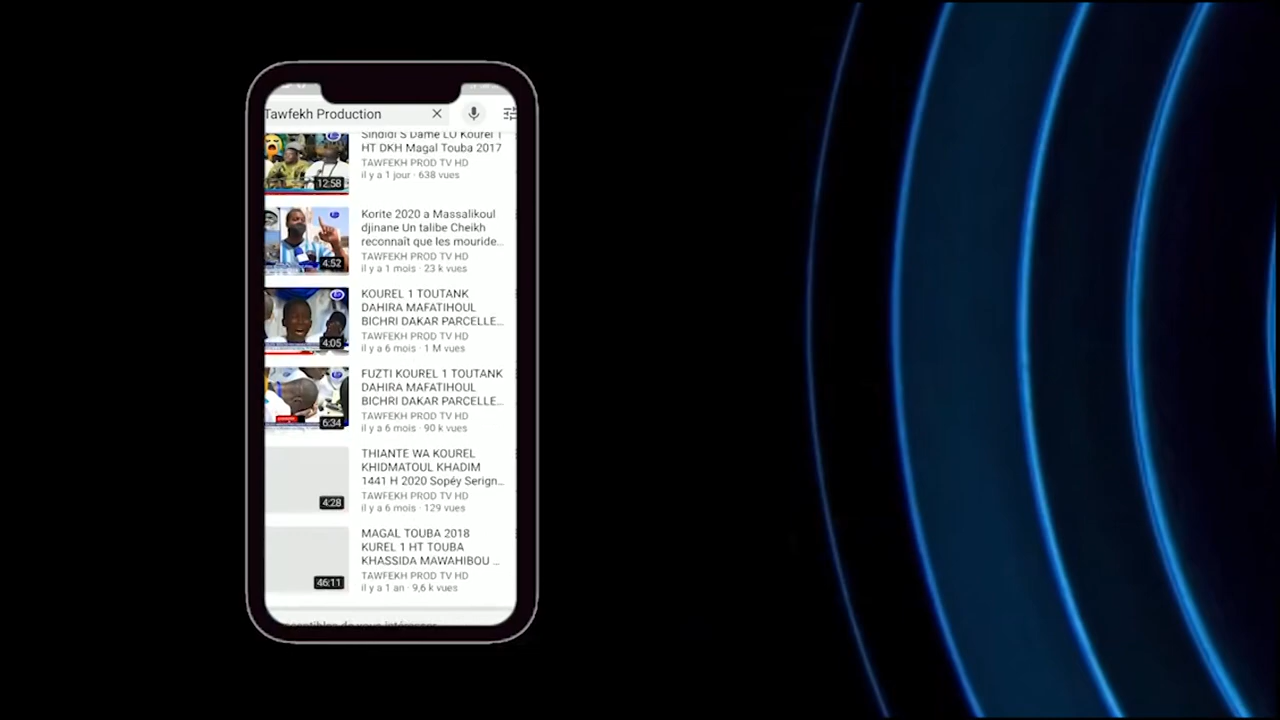 Tawfekh Production
Sindidi S Dame LO Kourel 1
HT DKH Magal Touba 2017
TAWFEKH PROD TV HD
il y a 1 jour · 638 vues
12:58
Korite 2020 a Massalikoul
djinane Un talibe Cheikh
reconnaît que les mouride...
TAWFEKH PROD TV HD
il y a 1 mois · 23 k vues
4:52
KOUREL 1 TOUTANK
DAHIRA MAFATIHOUL
BICHRI DAKAR PARCELLE...
TAWFEKH PROD TV HD
il y a 6 mois · 1 M vues
4:05
FUZTI KOUREL 1 TOUTANK
DAHIRA MAFATIHOUL
BICHRI DAKAR PARCELLE...
TAWFEKH PROD TV HD
il y a 6 mois · 90 k vues
6:34
THIANTE WA KOUREL
KHIDMATOUL KHADIM
1441 H 2020 Sopéy Serign...
TAWFEKH PROD TV HD
il y a 6 mois · 129 vues
4:28
MAGAL TOUBA 2018
KUREL 1 HT TOUBA
KHASSIDA MAWAHIBOU ...
TAWFEKH PROD TV HD
il y a 1 an · 9,6 k vues
46:11